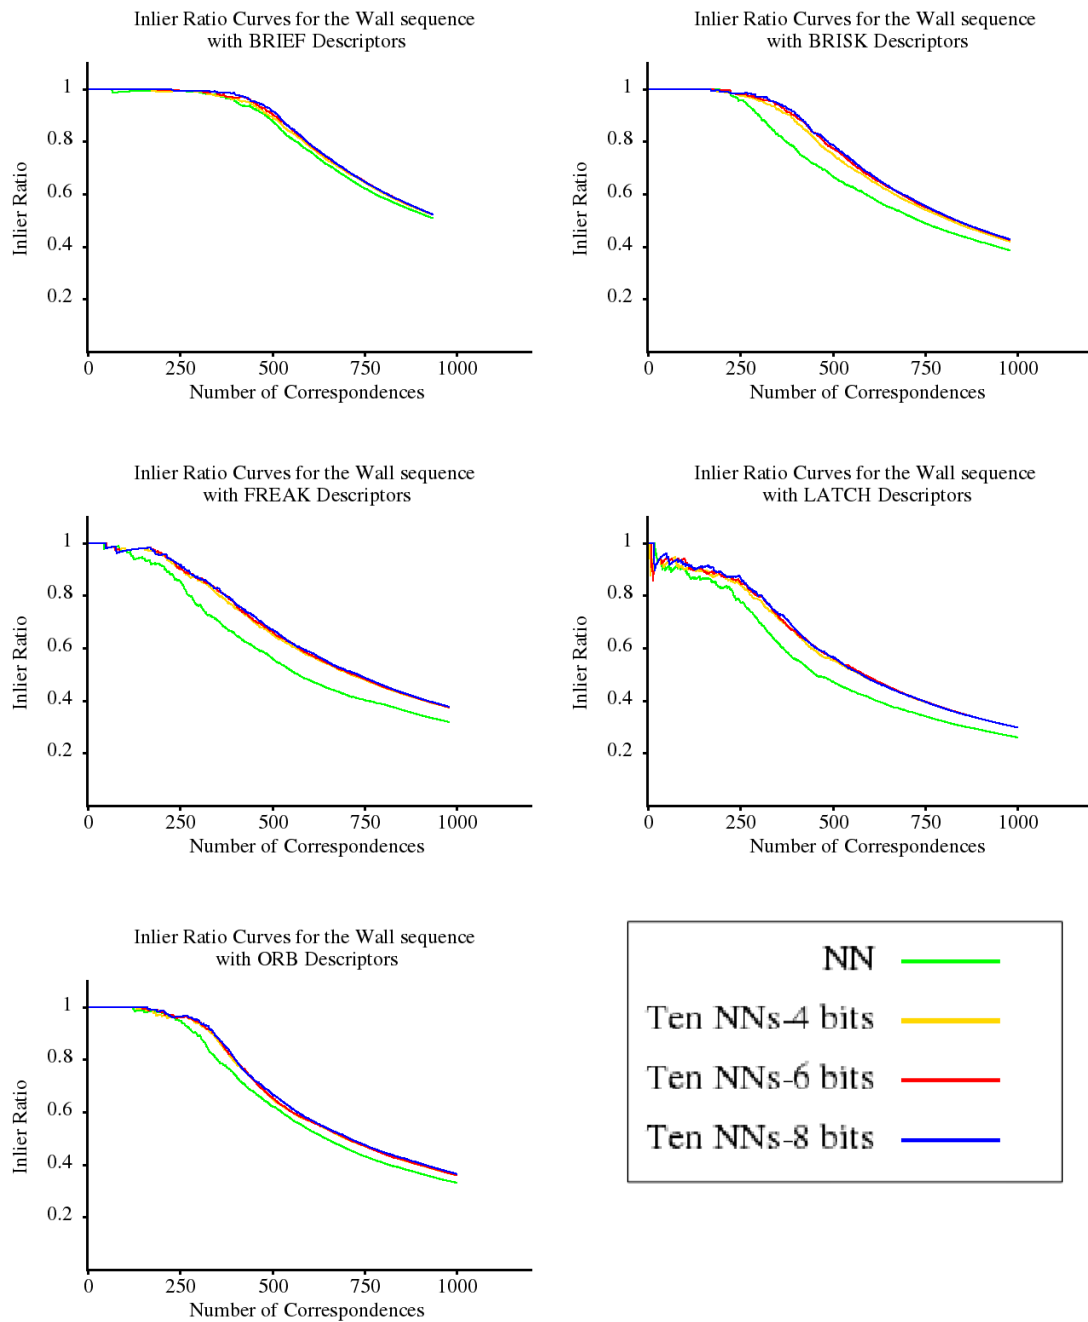 Inlier Ratio Curves for the Wall sequence
with BRIEF Descriptors
1
0.8
0.6
0.4
0.2
Inlier Ratio
0 250 500 750 1000
Number of Correspondences
Inlier Ratio Curves for the Wall sequence
with BRISK Descriptors
1
0.8
0.6
0.4
0.2
Inlier Ratio
0 250 500 750 1000
Number of Correspondences
Inlier Ratio Curves for the Wall sequence
with FREAK Descriptors
1
0.8
0.6
0.4
0.2
Inlier Ratio
0 250 500 750 1000
Number of Correspondences
Inlier Ratio Curves for the Wall sequence
with LATCH Descriptors
1
0.8
0.6
0.4
0.2
Inlier Ratio
0 250 500 750 1000
Number of Correspondences
Inlier Ratio Curves for the Wall sequence
with ORB Descriptors
1
0.8
0.6
0.4
0.2
Inlier Ratio
0 250 500 750 1000
Number of Correspondences
NN
Ten NNs-4 bits
Ten NNs-6 bits
Ten NNs-8 bits